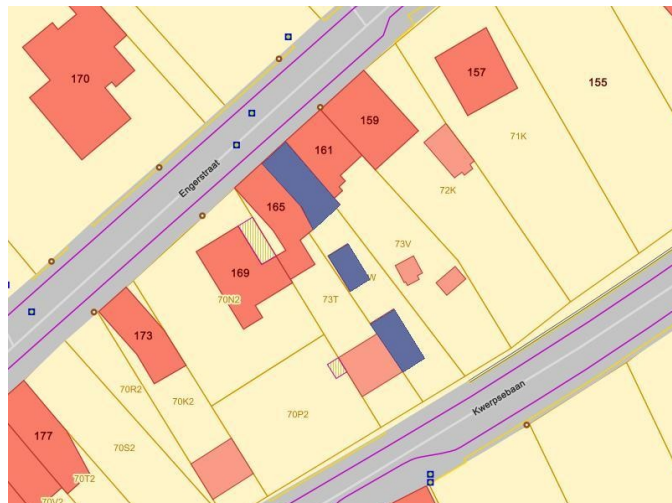 170
157
155
159
71K
161
Engerstraat
72K
165
73V
169
W
70N2
73T
173
70R2
70K2
Kwerpsebaan
70P2
177
70S2
70T2
70V2